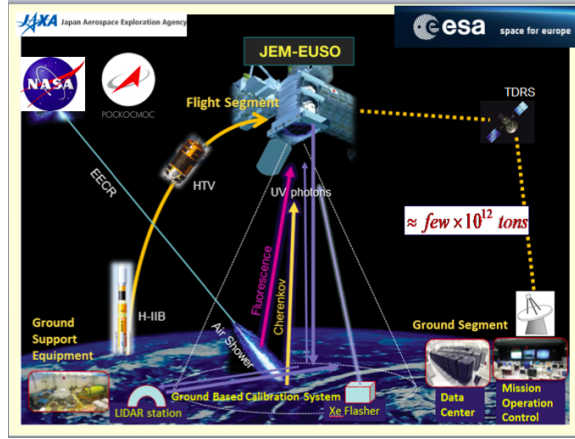 JAXA Japan Aerospace Exploration Agency
esa space for europe
JEM-EUSO
NASA
РОСКОСМОС
Flight Segment
TDRS
HTV
EECR
UV photons
≈ few × 10¹² tons
Fluorescence
Cherenkov
H-IIB
Air Shower
Ground
Support
Equipment
Ground Segment
LIDAR station
Ground Based Calibration System
Xe Flasher
Data
Center
Mission
Operation
Control